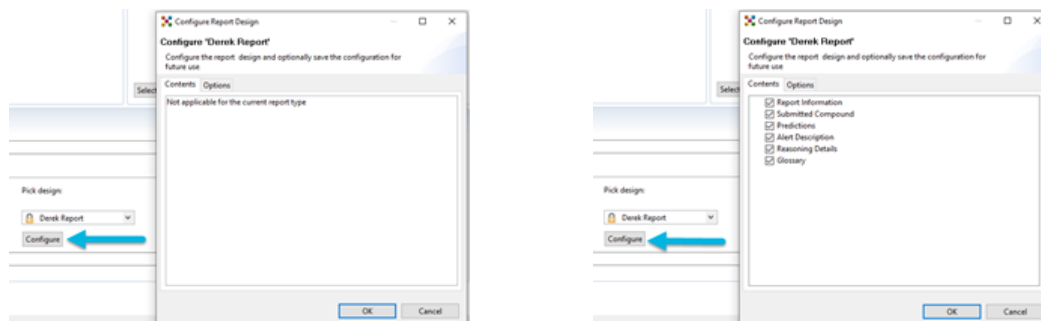 Configure Report Design
Configure 'Derek Report'
Configure the report design and optionally save the configuration for
future use
Contents Options
Select
Not applicable for the current report type
Pick design:
Derek Report
Configure
OK Cancel
Configure Report Design
Configure 'Derek Report'
Configure the report design and optionally save the configuration for
future use
Contents Options
Select
Report Information
Submitted Compound
Predictions
Alert Description
Reasoning Details
Glossary
Pick design:
Derek Report
Configure
OK Cancel